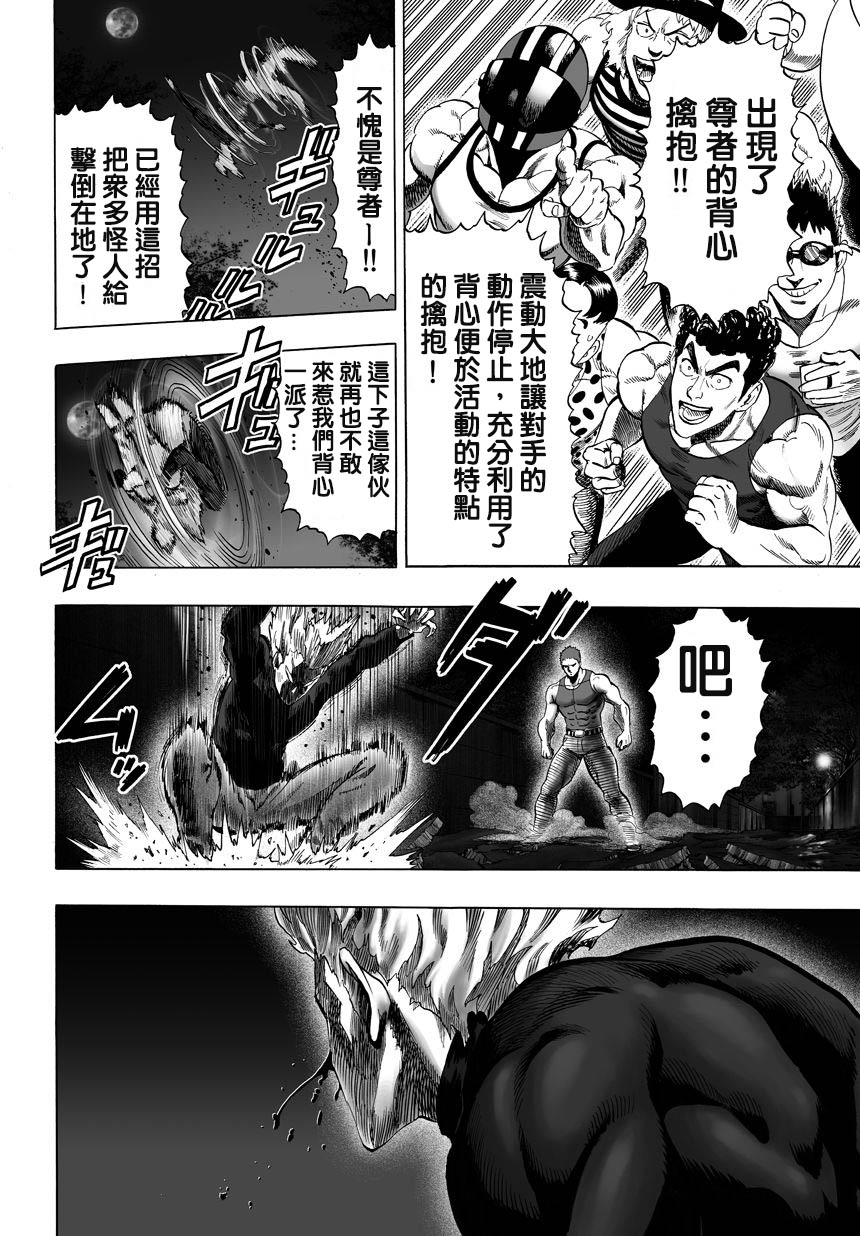 出現了
尊者的背心
擒抱!!
震動大地讓對手的
動作停止，充分利用了
背心便於活動的特點
的擒抱！
不愧是尊者ー!!
已經用這招
把眾多怪人給
擊倒在地了！
ギュルルル
這下子這傢伙
就再也不敢
來惹我們背心
一派了…
ギュ
ギュ
吧…
ダ
ムッ